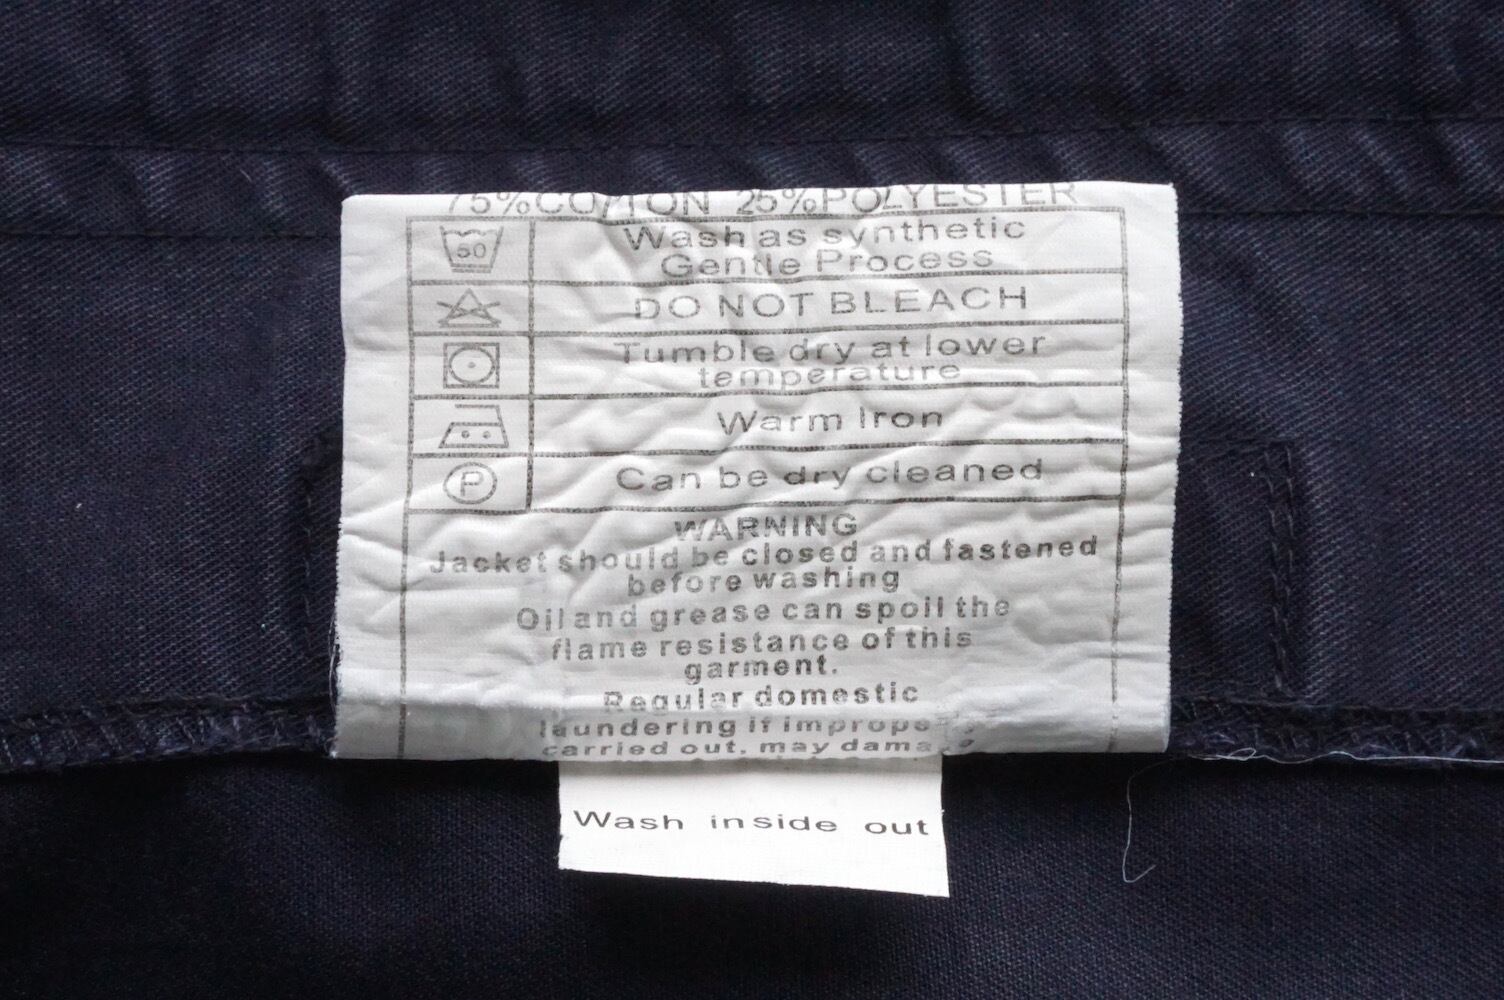 75%COTTON 25%POLYESTER
50
Wash as synthetic
Gentle Process
DO NOT BLEACH
Tumble dry at lower
temperature
Warm Iron
P
Can be dry cleaned
WARNING
Jacket should be closed and fastened
before washing
Oil and grease can spoil the
flame resistance of this
garment.
Regular domestic
laundering if improperly
carried out, may damage
Wash inside out